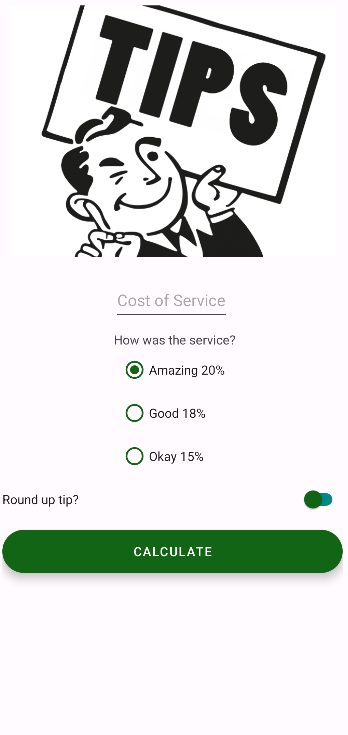 TIPS
Cost of Service
How was the service?
Amazing 20%
Good 18%
Okay 15%
Round up tip?
CALCULATE